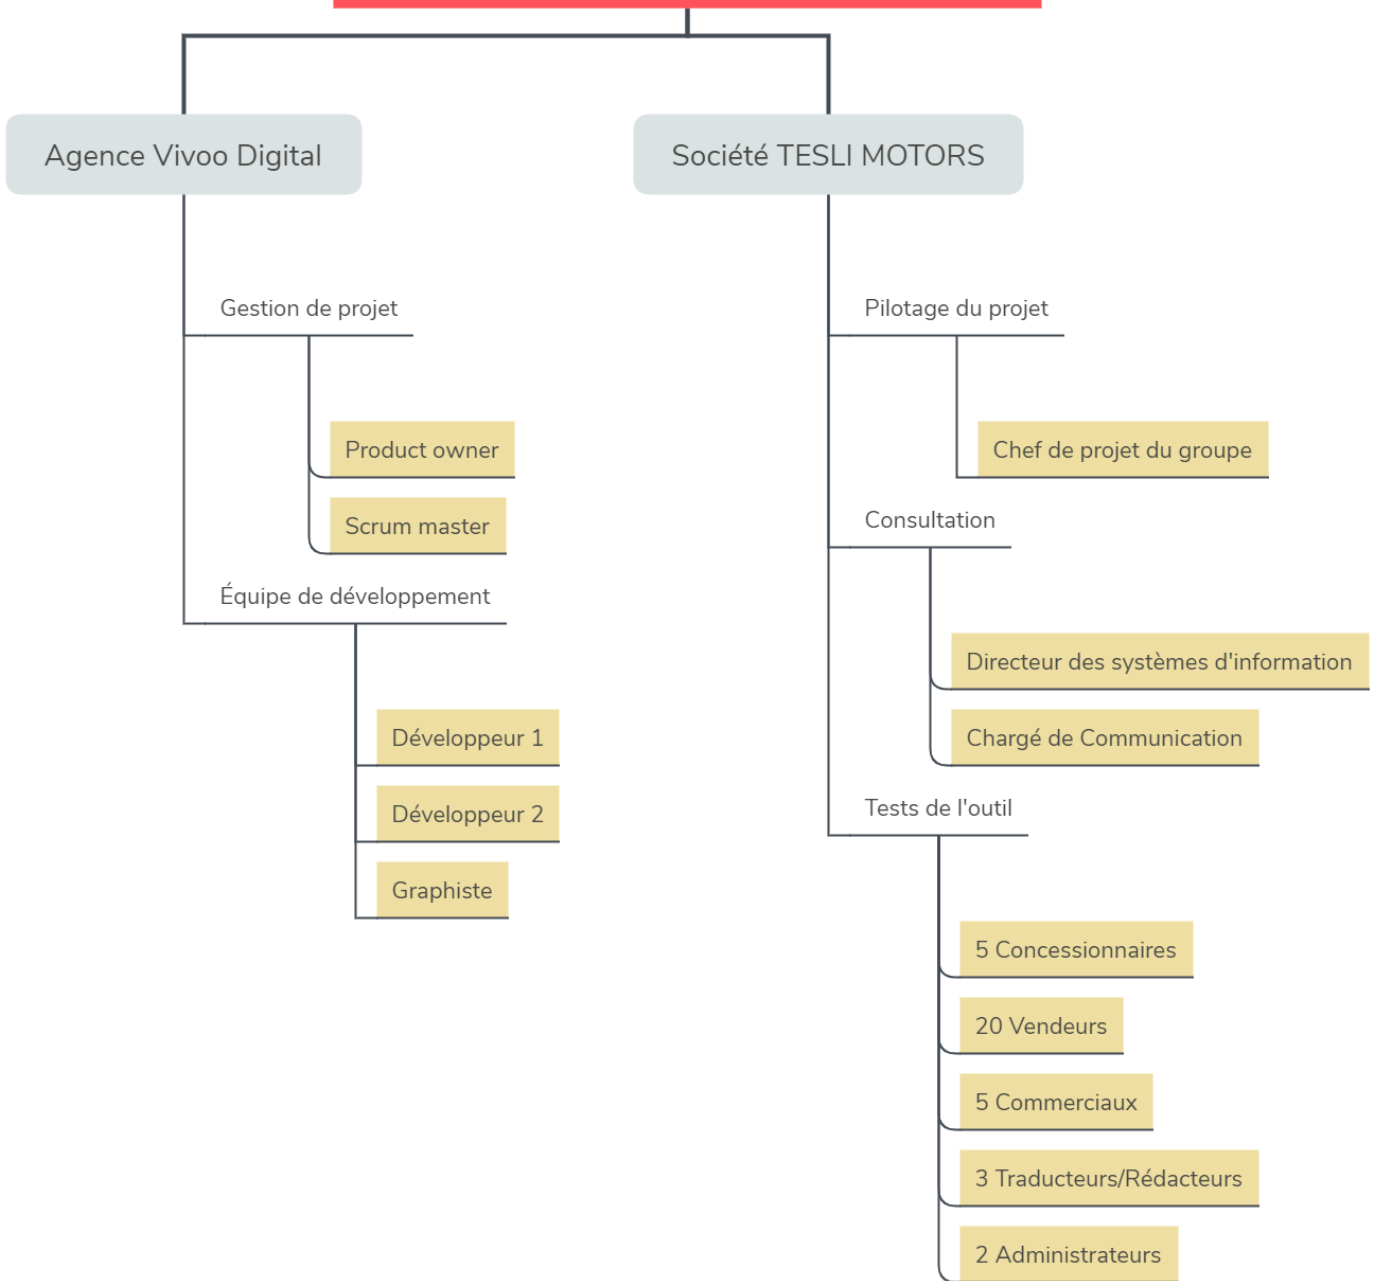 Agence Vivoo Digital
Société TESLI MOTORS
Gestion de projet
Product owner
Scrum master
Équipe de développement
Développeur 1
Développeur 2
Graphiste
Pilotage du projet
Chef de projet du groupe
Consultation
Directeur des systèmes d'information
Chargé de Communication
Tests de l'outil
5 Concessionnaires
20 Vendeurs
5 Commerciaux
3 Traducteurs/Rédacteurs
2 Administrateurs